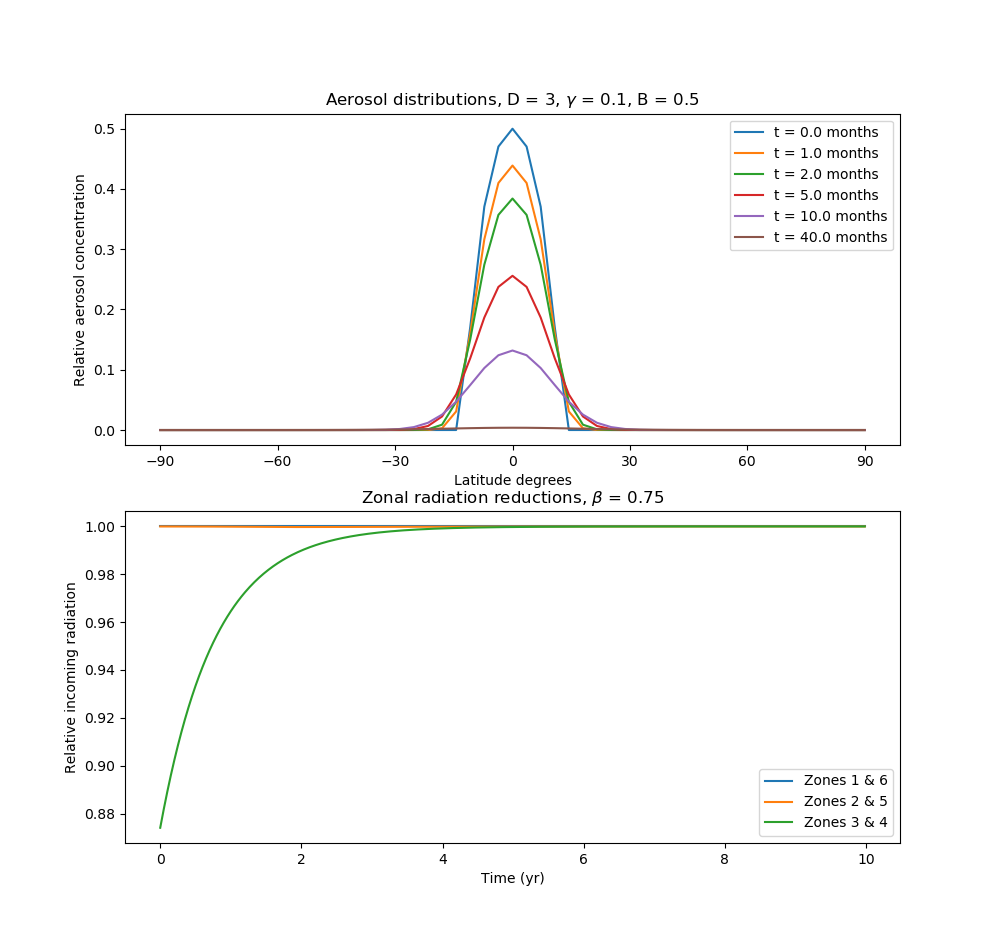 Aerosol distributions, D = 3, γ = 0.1, B = 0.5
Relative aerosol concentration
0.5
0.4
0.3
0.2
0.1
0.0
t = 0.0 months
t = 1.0 months
t = 2.0 months
t = 5.0 months
t = 10.0 months
t = 40.0 months
−90 −60 −30 0 30 60 90
Latitude degrees
Zonal radiation reductions, β = 0.75
Relative incoming radiation
1.00
0.98
0.96
0.94
0.92
0.90
0.88
Zones 1 & 6
Zones 2 & 5
Zones 3 & 4
0 2 4 6 8 10
Time (yr)